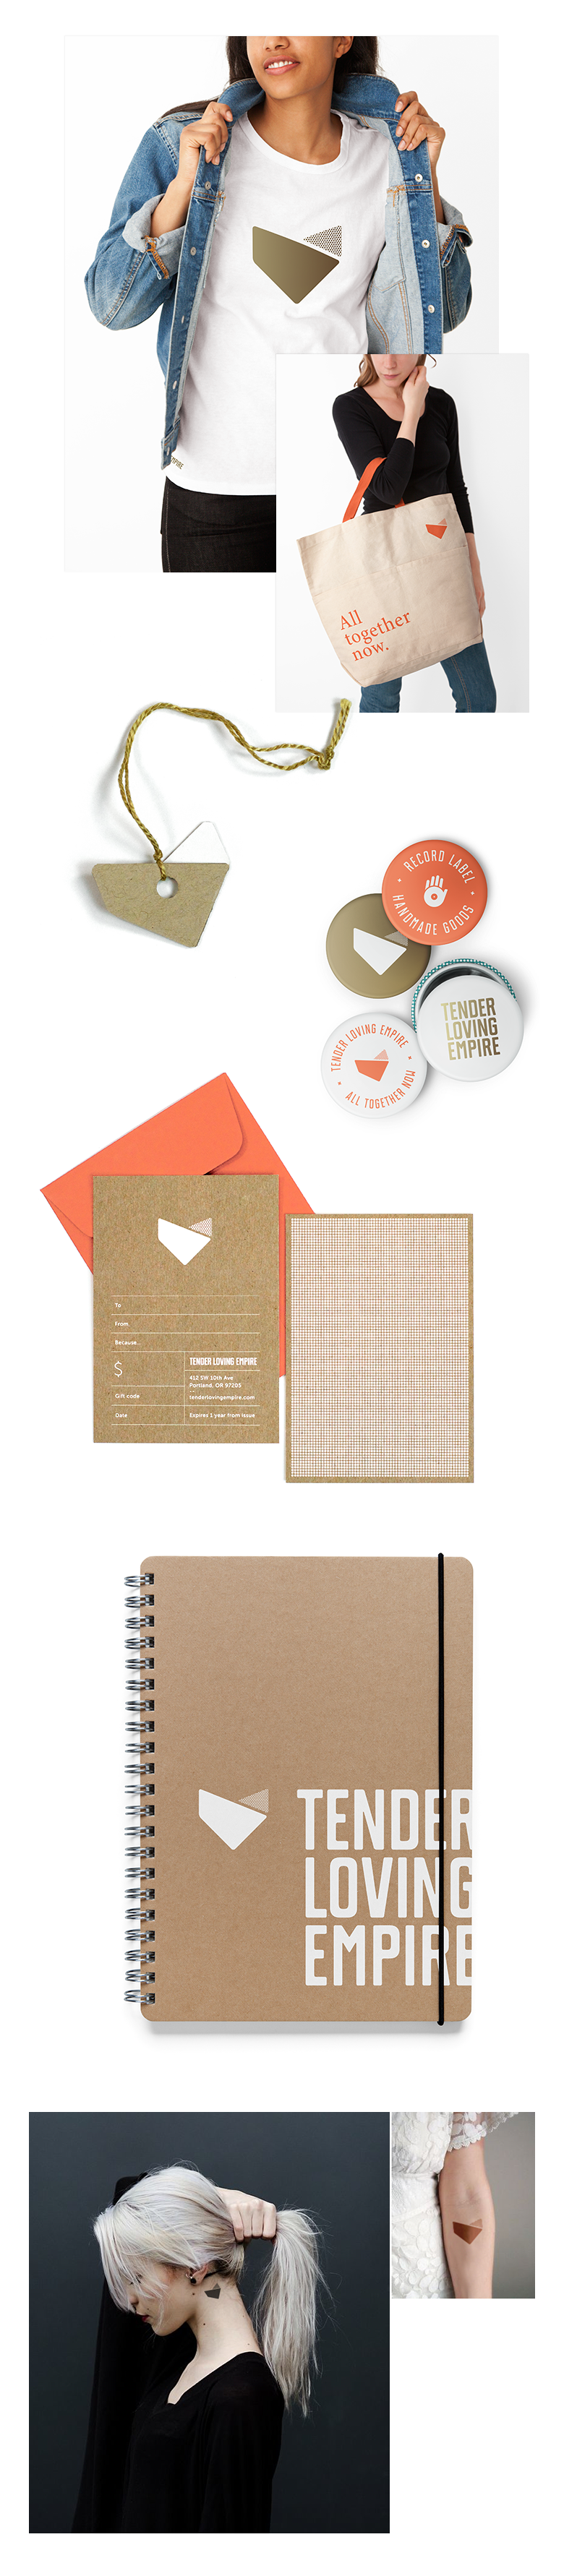 MPIRE
All
together
now.
RECORD LABEL
HANDMADE GOODS
TENDER
LOVING
EMPIRE
TENDER LOVING EMPIRE
ALL TOGETHER NOW
To
From
Because...
$
TENDER LOVING EMPIRE
412 SW 10th Ave
Portland, OR 97205
Gift code
tenderlovingempire.com
Date
Expires 1 year from issue
TENDER
LOVING
EMPIRE